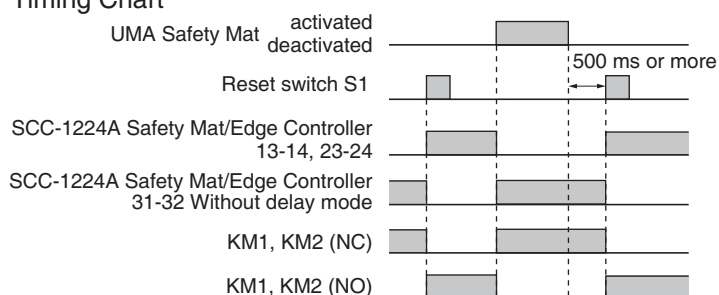 Timing Chart
UMA Safety Mat activated
deactivated
500 ms or more
Reset switch S1
SCC-1224A Safety Mat/Edge Controller
13-14, 23-24
SCC-1224A Safety Mat/Edge Controller
31-32 Without delay mode
KM1, KM2 (NC)
KM1, KM2 (NO)